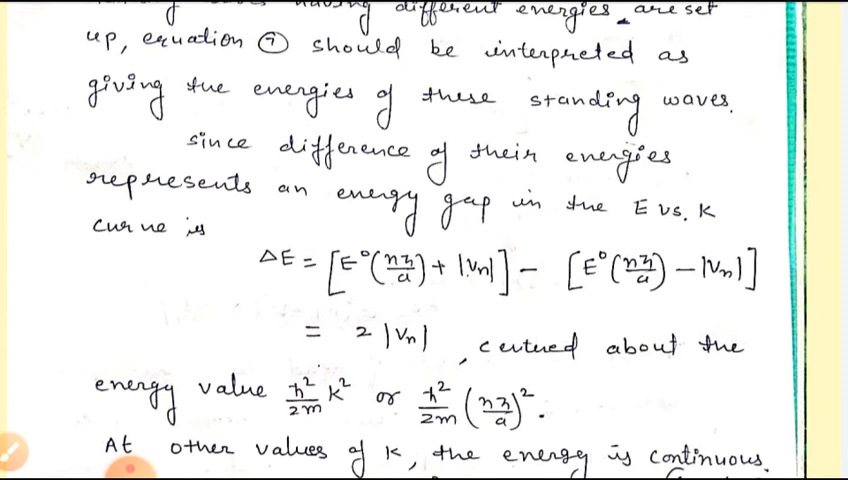 different energies are set
up, equation ⑦ should be interpreted as
giving the energies of these standing waves.
since difference of their energies
represents an energy gap in the E vs. K
curve is
ΔE = [E°(nπ/a) + |Vn|] - [E°(nπ/a) - |Vn|]
= 2 |Vn| , centered about the
energy value ħ²/2m K² or ħ²/2m (nπ/a)².
At other values of K, the energy is continuous.